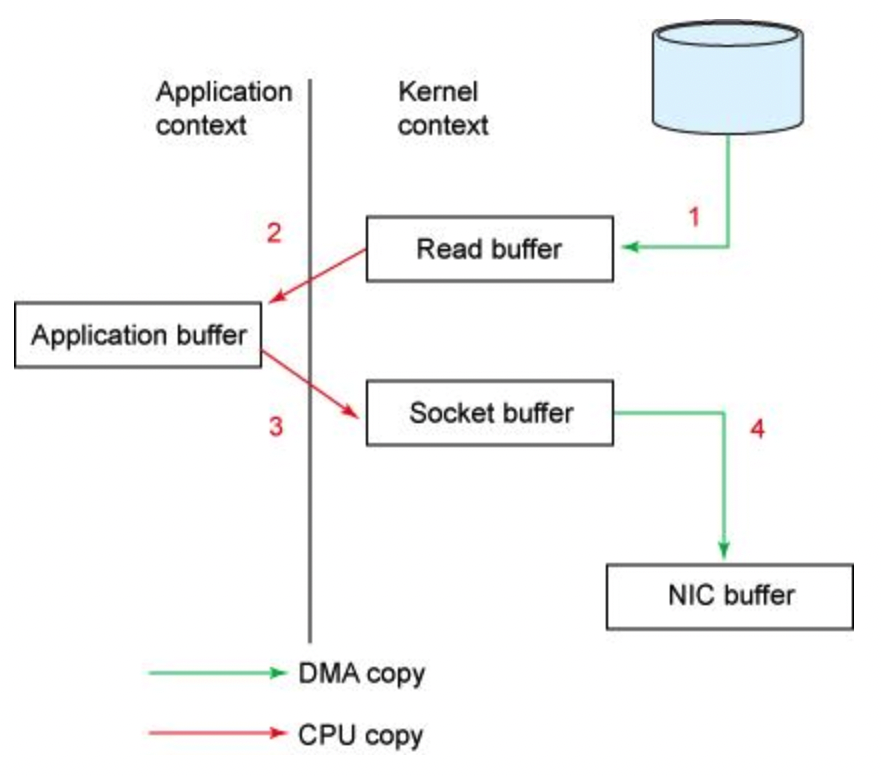 Application
context
Kernel
context
1
2
Read buffer
Application buffer
3
Socket buffer
4
NIC buffer
DMA copy
CPU copy